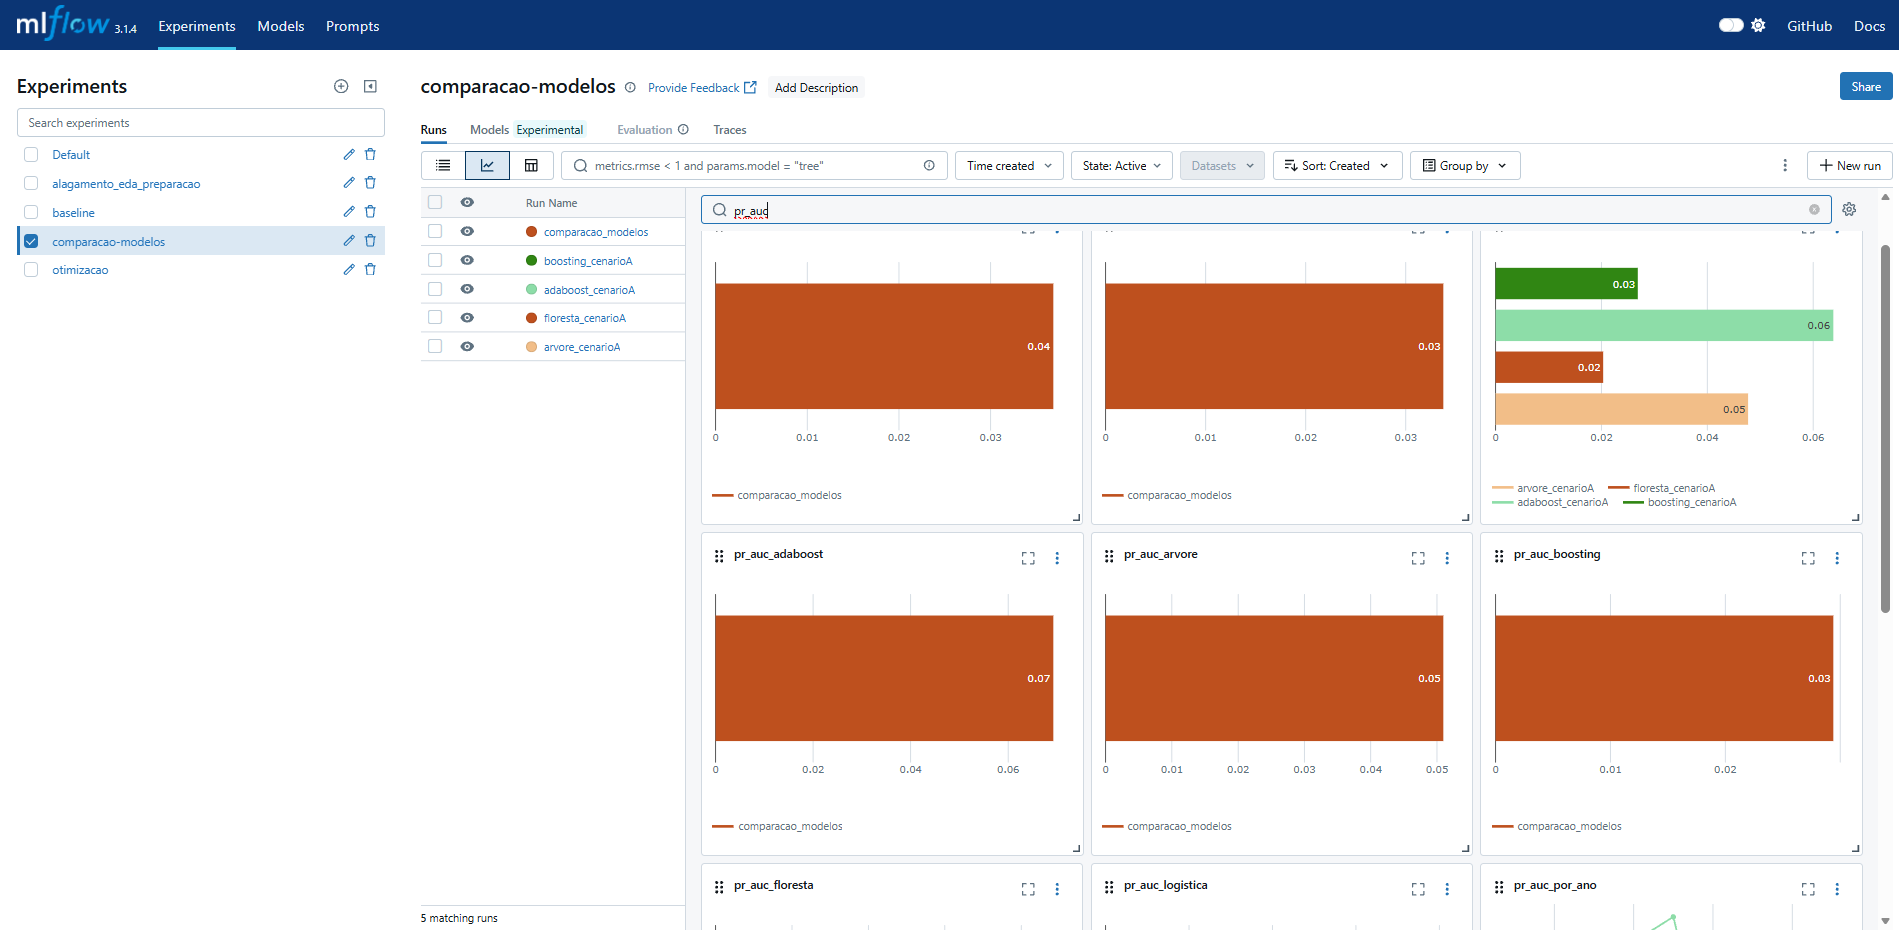 mlflow 3.1.4 Experiments Models Prompts GitHub Docs
Experiments
Search experiments
Default
alagamento_eda_preparacao
baseline
comparacao-modelos
otimizacao
comparacao-modelos Provide Feedback Add Description Share
Runs Models Experimental Evaluation Traces
metrics.rmse < 1 and params.model = "tree" Time created State: Active Datasets Sort: Created Group by New run
Run Name
comparacao_modelos
boosting_cenarioA
adaboost_cenarioA
floresta_cenarioA
arvore_cenarioA
5 matching runs
pr_auc
0.04
0 0.01 0.02 0.03
comparacao_modelos
0.03
0 0.01 0.02 0.03
comparacao_modelos
0.03
0.06
0.02
0.05
0 0.02 0.04 0.06
arvore_cenarioA floresta_cenarioA
adaboost_cenarioA boosting_cenarioA
pr_auc_adaboost
0.07
0 0.02 0.04 0.06
comparacao_modelos
pr_auc_arvore
0.05
0 0.01 0.02 0.03 0.04 0.05
comparacao_modelos
pr_auc_boosting
0.03
0 0.01 0.02
comparacao_modelos
pr_auc_floresta
pr_auc_logistica
pr_auc_por_ano